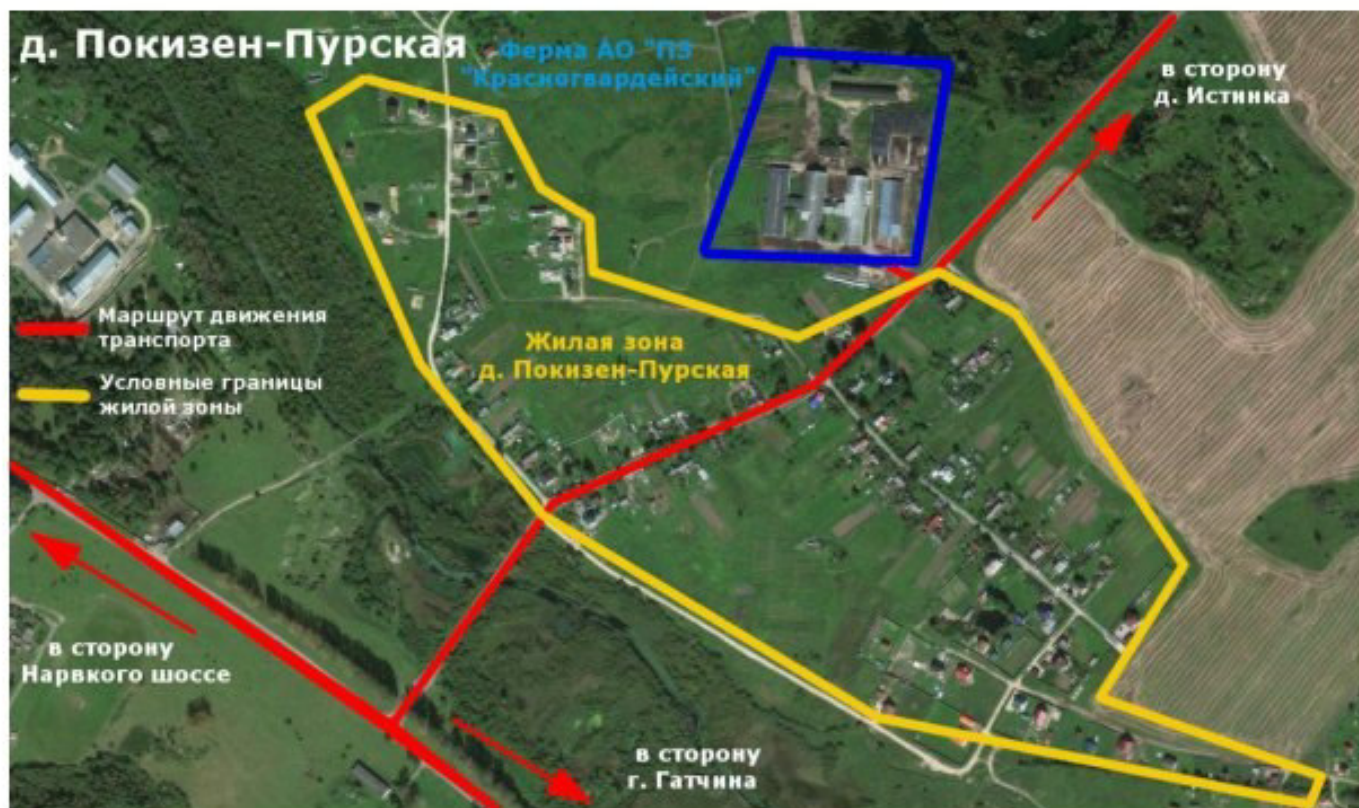 д. Покизен-Пурская
Ферма АО "ПЗ
"Красногвардейский"
в сторону
д. Истинка
Маршрут движения
транспорта
Условные границы
жилой зоны
Жилая зона
д. Покизен-Пурская
в сторону
Нарвкого шоссе
в сторону
г. Гатчина